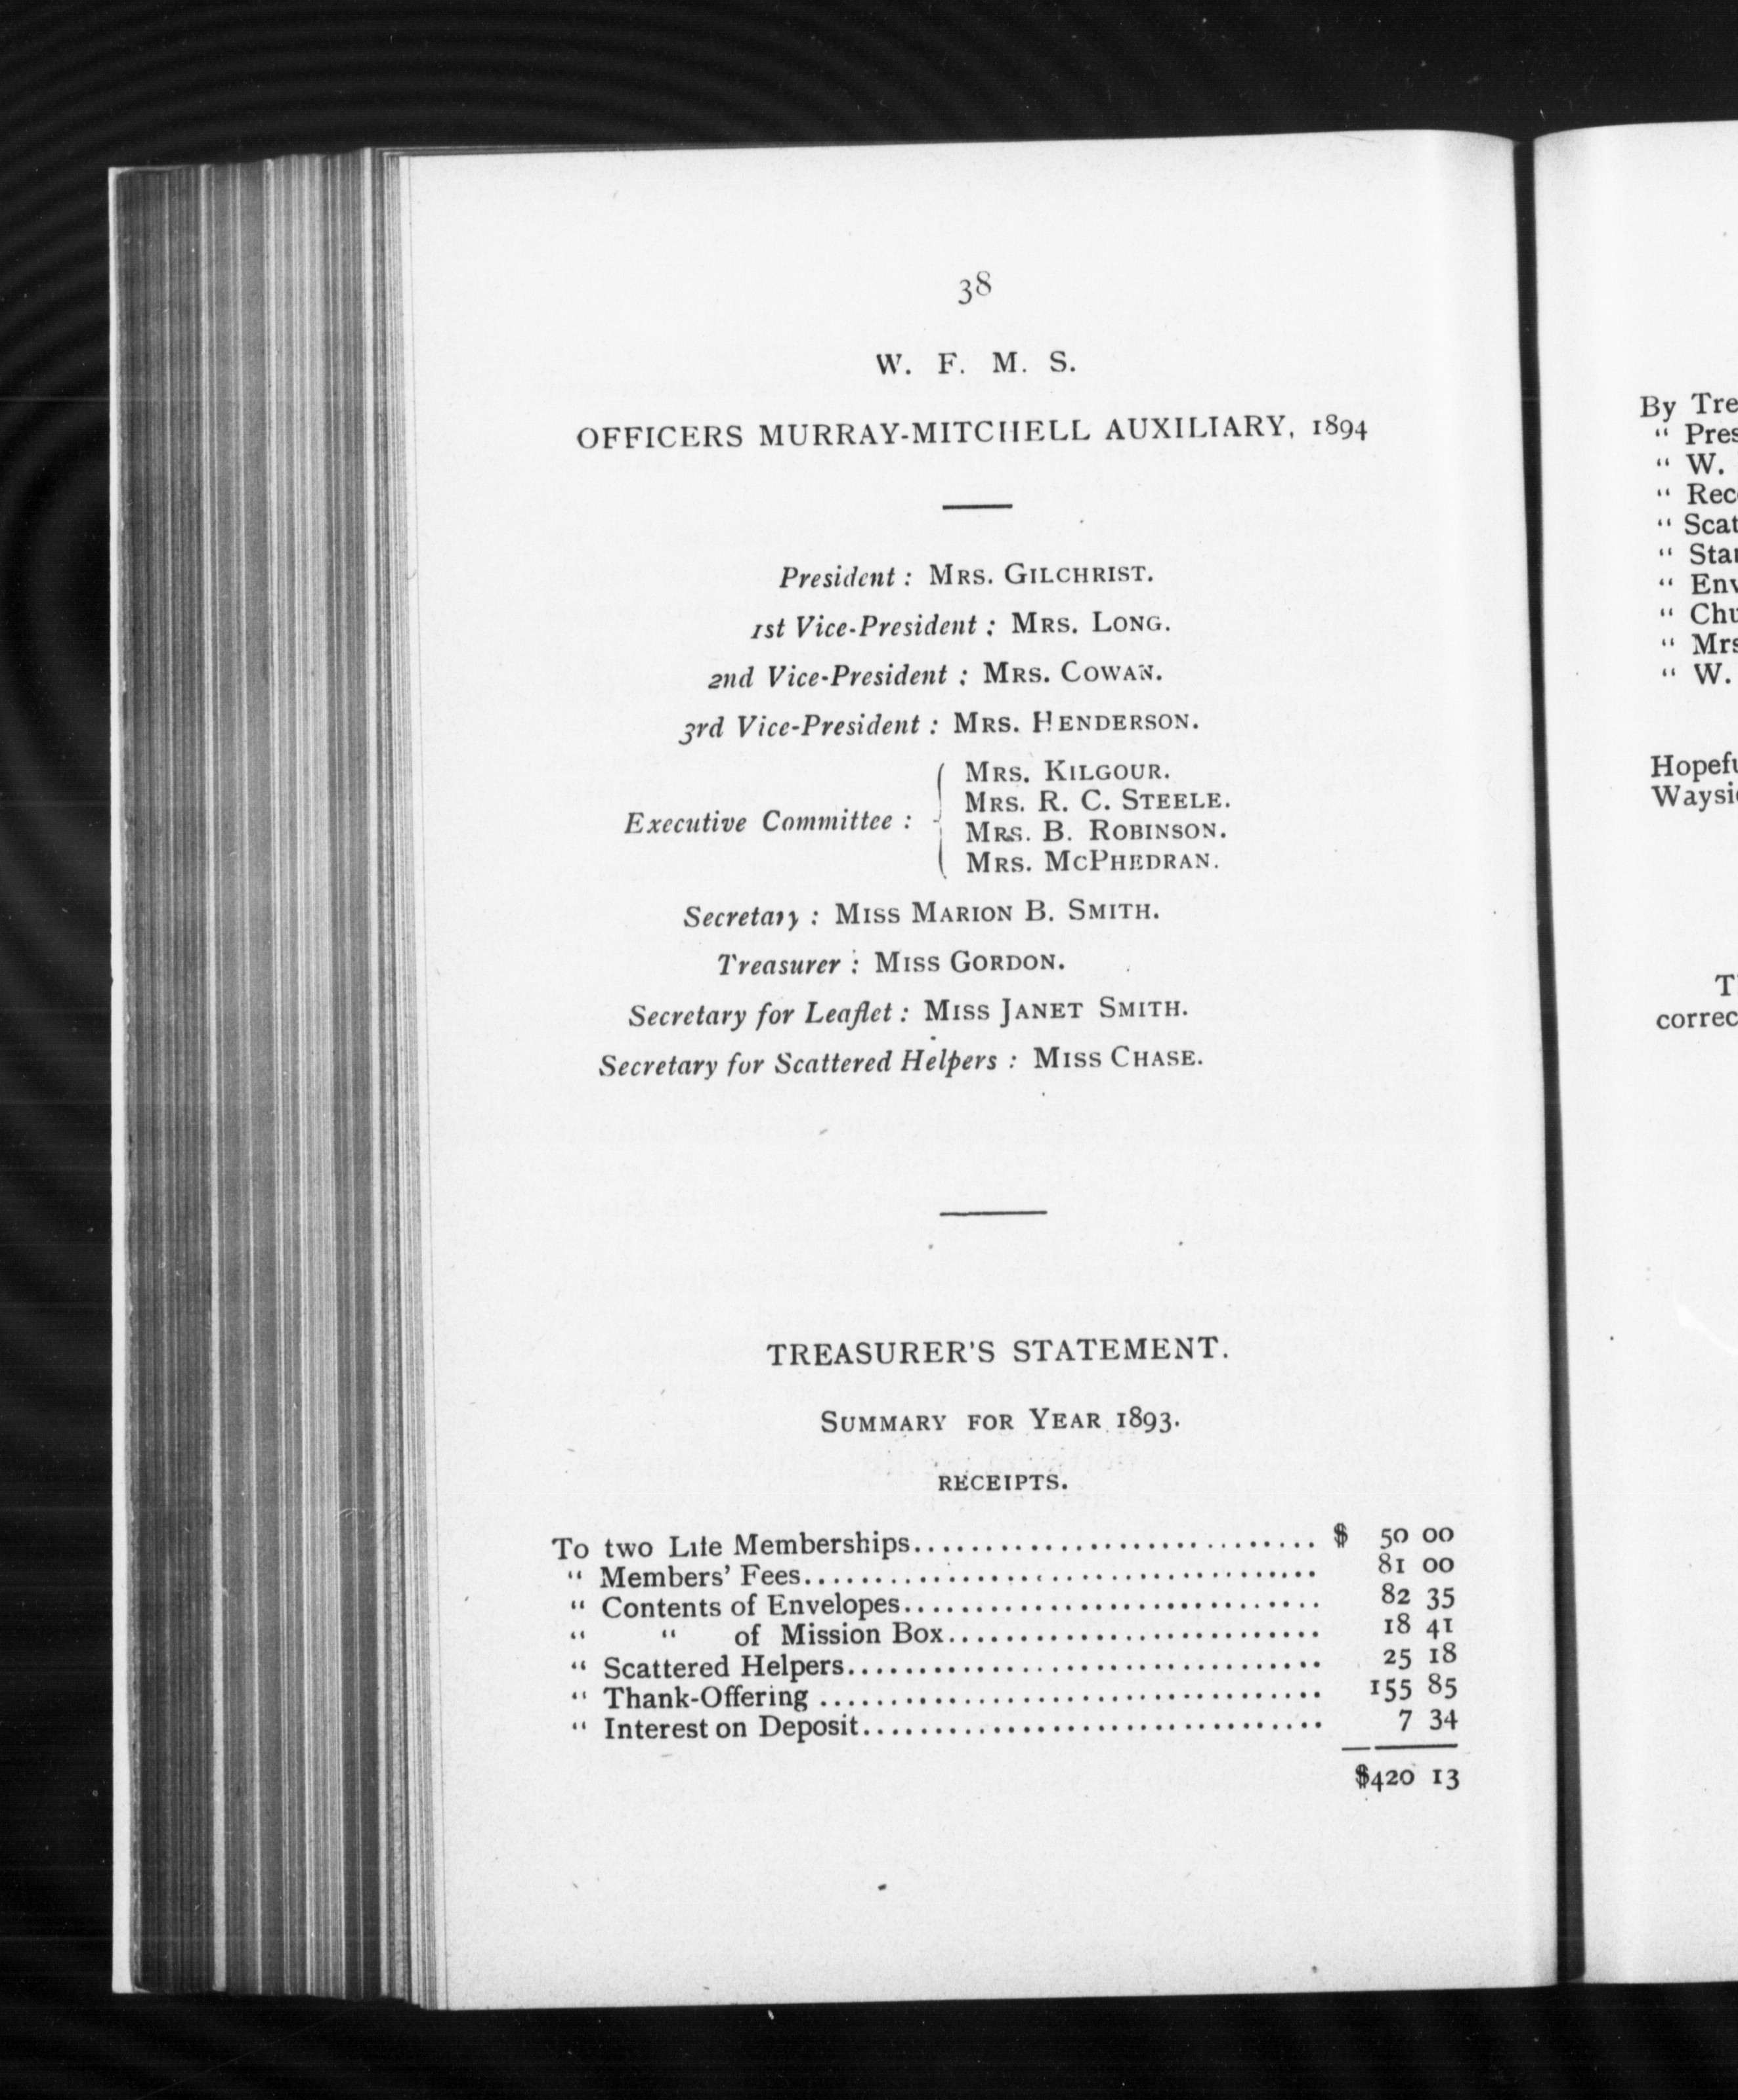 38
W. F. M. S.
OFFICERS MURRAY-MITCHELL AUXILIARY, 1894
President : MRS. GILCHRIST.
1st Vice-President : MRS. LONG.
2nd Vice-President : MRS. COWAN.
3rd Vice-President : MRS. HENDERSON.
Executive Committee :
MRS. KILGOUR.
MRS. R. C. STEELE.
MRS. B. ROBINSON.
MRS. MCPHEDRAN.
Secretary : MISS MARION B. SMITH.
Treasurer : MISS GORDON.
Secretary for Leaflet : MISS JANET SMITH.
Secretary for Scattered Helpers : MISS CHASE.
TREASURER'S STATEMENT.
SUMMARY FOR YEAR 1893.
RECEIPTS.
To two Life Memberships............................ $ 50 00
“ Members' Fees.................................... 81 00
“ Contents of Envelopes............................. 82 35
“ “ of Mission Box.......................... 18 41
“ Scattered Helpers................................. 25 18
“ Thank-Offering ................................... 155 85
“ Interest on Deposit................................ 7 34
$420 13
By Tre
“ Pres
“ W.
“ Rec
“ Scat
“ Star
“ Env
“ Chu
“ Mrs
“ W.
Hopefu
Waysi
T
correc